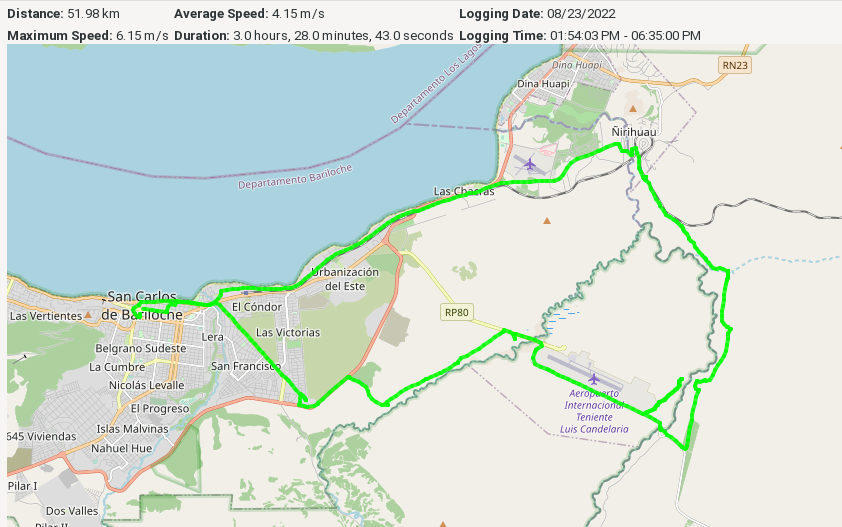 Distance: 51.98 km Average Speed: 4.15 m/s Logging Date: 08/23/2022
Maximum Speed: 6.15 m/s Duration: 3.0 hours, 28.0 minutes, 43.0 seconds Logging Time: 01:54:03 PM - 06:35:00 PM
Departamento Los Lagos
Dina Huapi
RN23
Dina Huapi
Ñirihuau
Departamento Bariloche
Las Chacras
Urbanización
del Este
San Carlos
de Bariloche
El Cóndor
Las Vertientes
RP80
Las Victorias
Lera
Belgrano Sudeste
La Cumbre
San Francisco
Nicolás Levalle
Aeropuerto
Internacional
Teniente
Luis Candelaria
El Progreso
Islas Malvinas
645 Viviendas
Nahuel Hue
Pilar I
Dos Valles
Pilar II